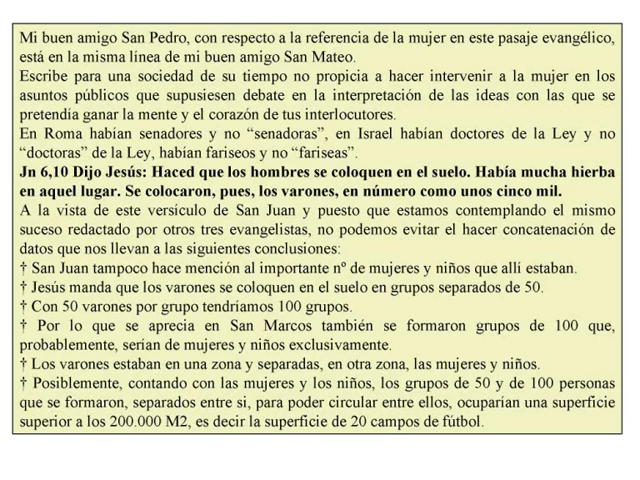 Mi buen amigo San Pedro, con respecto a la referencia de la mujer en este pasaje evangélico,
está en la misma línea de mi buen amigo San Mateo.
Escribe para una sociedad de su tiempo no propicia a hacer intervenir a la mujer en los
asuntos públicos que supusiesen debate en la interpretación de las ideas con las que se
pretendía ganar la mente y el corazón de tus interlocutores.
En Roma habían senadores y no “senadoras”, en Israel habían doctores de la Ley y no
“doctoras” de la Ley, habían fariseos y no “fariseas”.
Jn 6,10 Dijo Jesús: Haced que los hombres se coloquen en el suelo. Había mucha hierba
en aquel lugar. Se colocaron, pues, los varones, en número como unos cinco mil.
A la vista de este versículo de San Juan y puesto que estamos contemplando el mismo
suceso redactado por otros tres evangelistas, no podemos evitar el hacer concatenación de
datos que nos llevan a las siguientes conclusiones:
† San Juan tampoco hace mención al importante nº de mujeres y niños que allí estaban.
† Jesús manda que los varones se coloquen en el suelo en grupos separados de 50.
† Con 50 varones por grupo tendríamos 100 grupos.
† Por lo que se aprecia en San Marcos también se formaron grupos de 100 que,
probablemente, serían de mujeres y niños exclusivamente.
† Los varones estaban en una zona y separadas, en otra zona, las mujeres y niños.
† Posiblemente, contando con las mujeres y los niños, los grupos de 50 y de 100 personas
que se formaron, separados entre si, para poder circular entre ellos, ocuparían una superficie
superior a los 200.000 M2, es decir la superficie de 20 campos de fútbol.